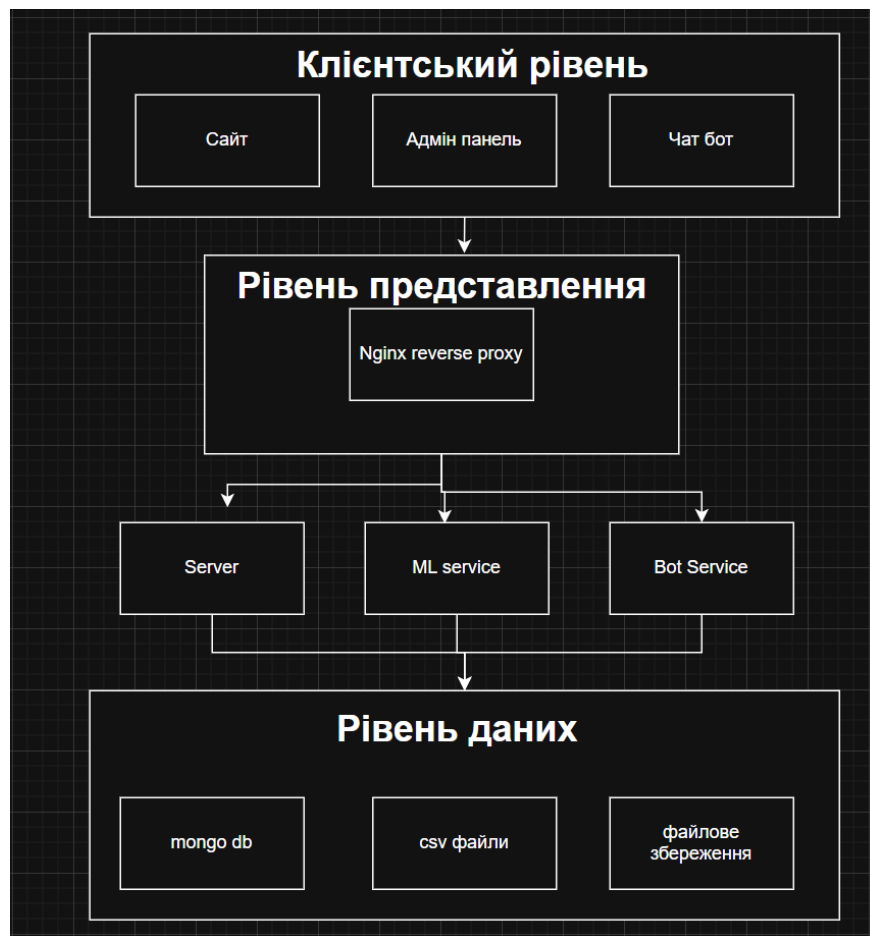 Клієнтський рівень
Сайт
Адмін панель
Чат бот
Рівень представлення
Nginx reverse proxy
Server
ML service
Bot Service
Рівень даних
mongo db
csv файли
файлове
збереження